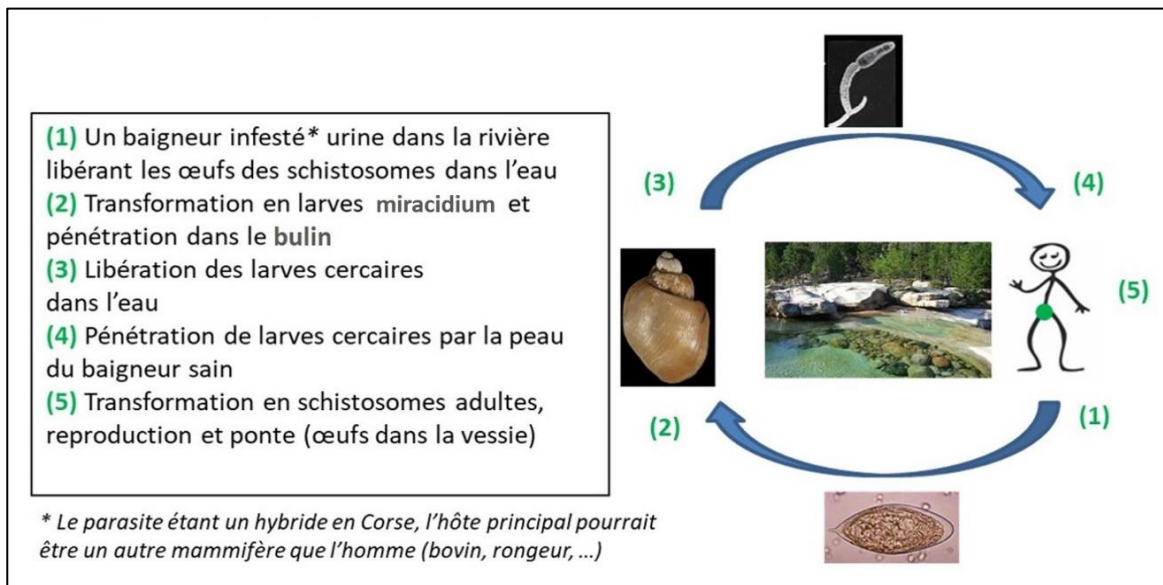 (1) Un baigneur infesté* urine dans la rivière
libérant les œufs des schistosomes dans l’eau
(2) Transformation en larves miracidium et
pénétration dans le bulin
(3) Libération des larves cercaires
dans l’eau
(4) Pénétration de larves cercaires par la peau
du baigneur sain
(5) Transformation en schistosomes adultes,
reproduction et ponte (œufs dans la vessie)
* Le parasite étant un hybride en Corse, l’hôte principal pourrait
être un autre mammifère que l’homme (bovin, rongeur, ...)
(3)
(4)
(5)
(2)
(1)